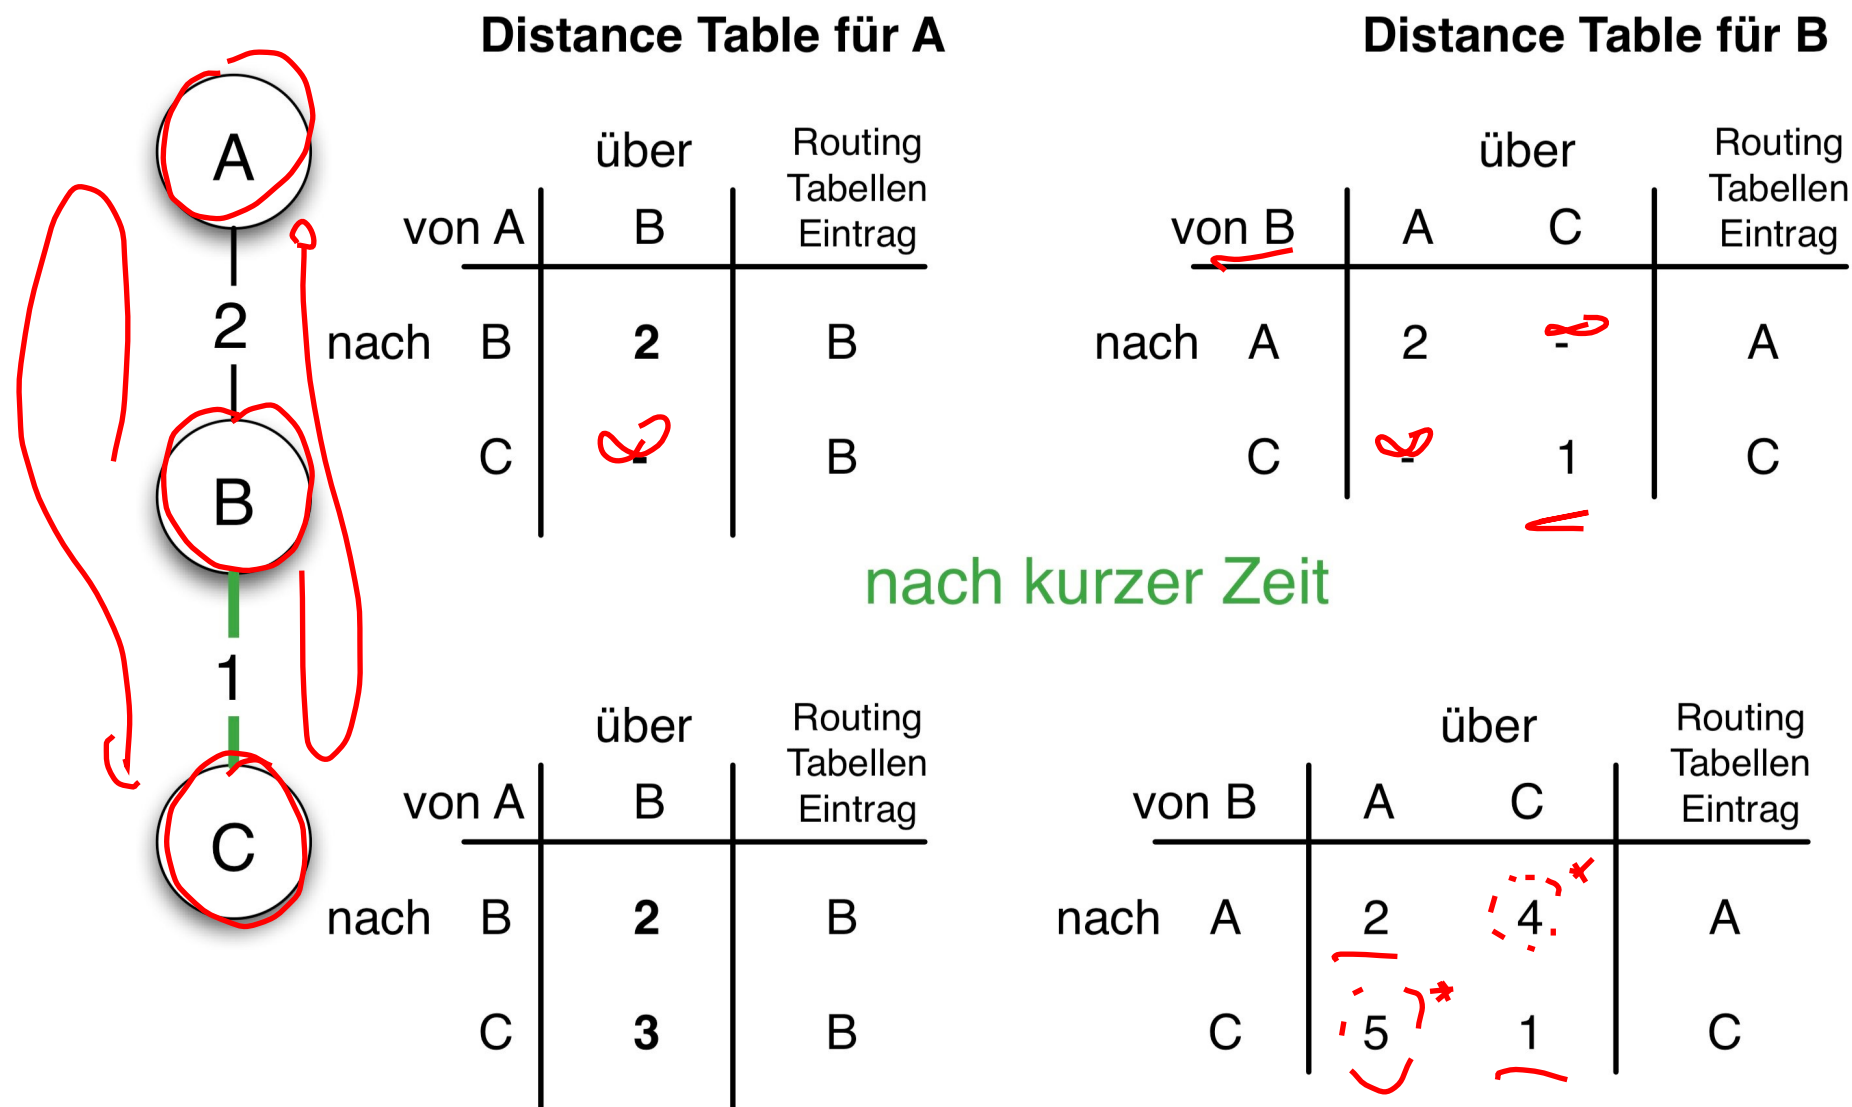 Distance Table für A
Distance Table für B
A
2
B
1
C
über
Routing
Tabellen
Eintrag
von A
B
nach
B
2
B
C
-
B
über
Routing
Tabellen
Eintrag
von B
A
C
nach
A
2
-
A
C
-
1
C
nach kurzer Zeit
über
Routing
Tabellen
Eintrag
von A
B
nach
B
2
B
C
3
B
über
Routing
Tabellen
Eintrag
von B
A
C
nach
A
2
4
*
A
C
5
*
1
C